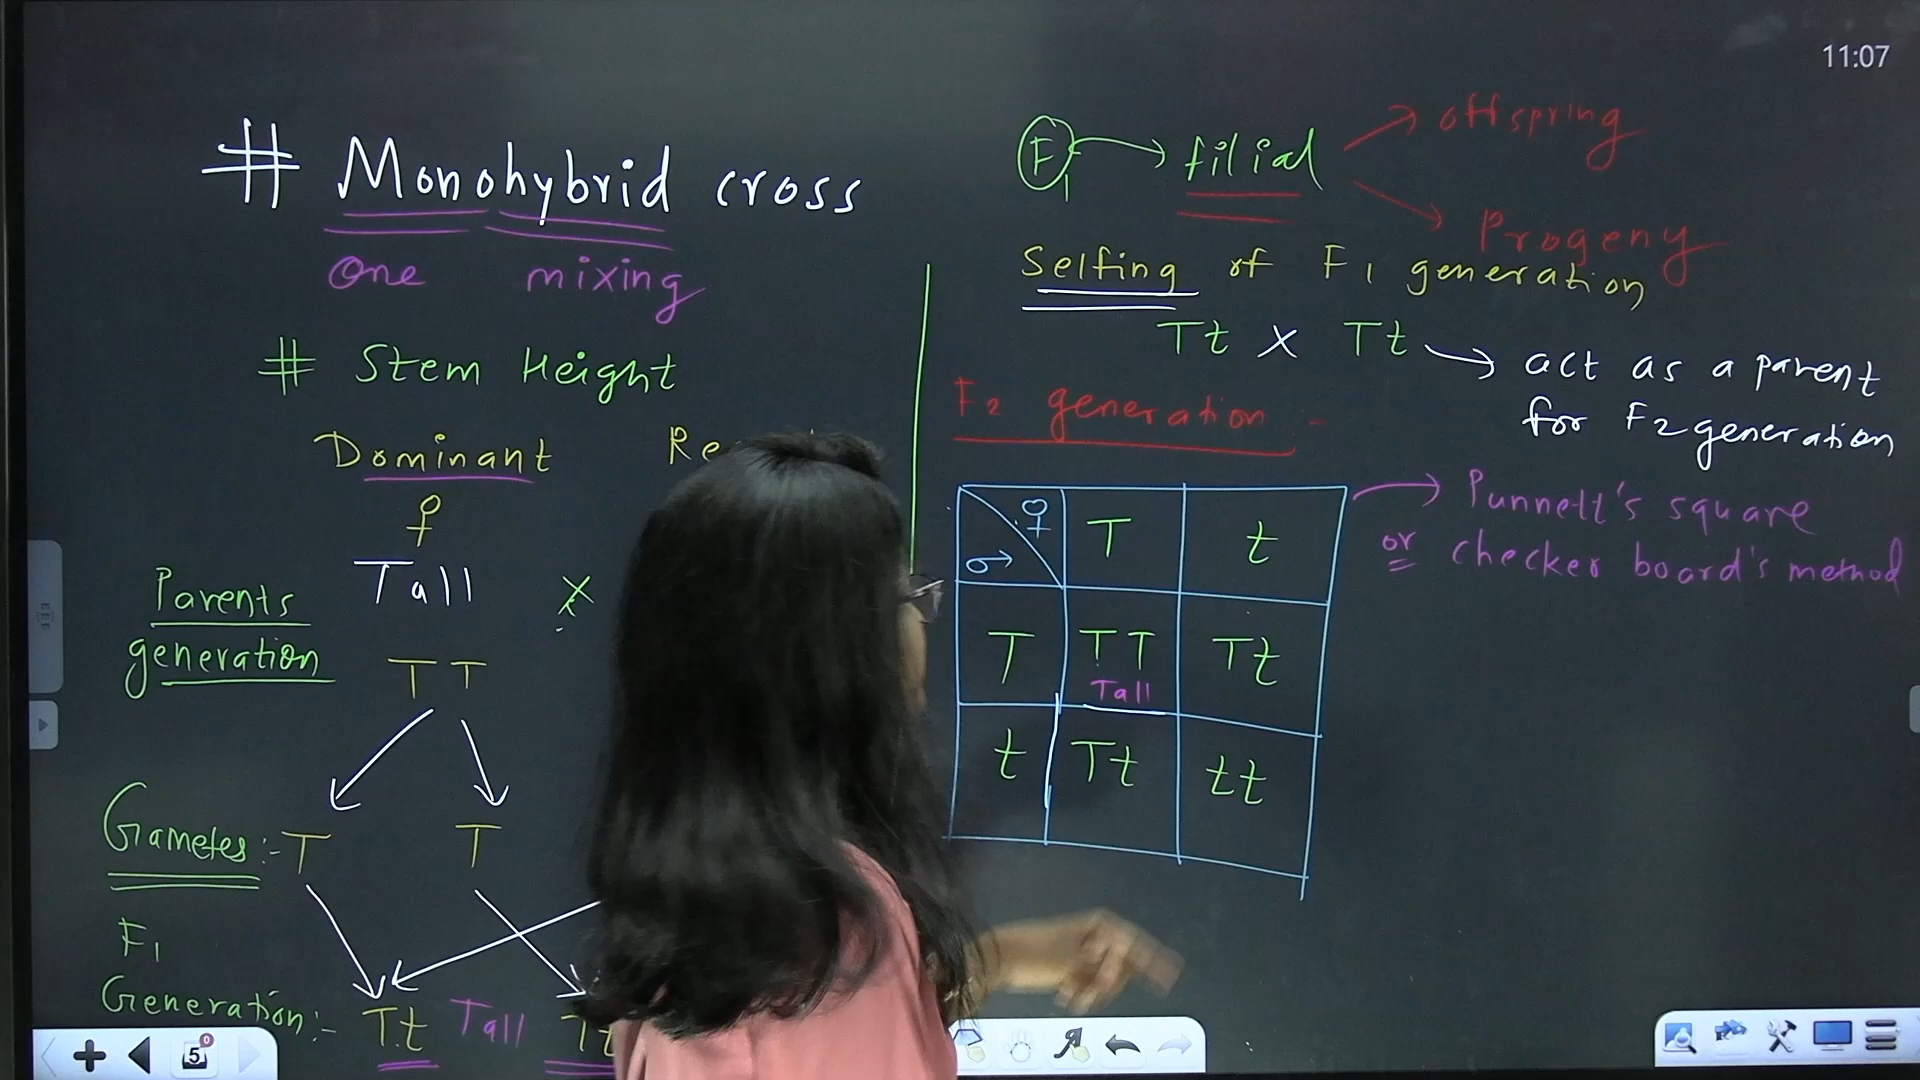 11:07
# Monohybrid cross
One mixing
# Stem Height
Dominant Re
♀
Tall X
Parents
generation
T T
Gametes :- T T
F1
Generation :- Tt Tall Tt
F1 → filial → offspring
→ Progeny
Selfing of F1 generation
Tt X Tt → act as a parent
for F2 generation
F2 generation -
♀ T t
♂
T TT Tt
Tall
t Tt tt
→ Punnett's square
or checker board's method
5
0